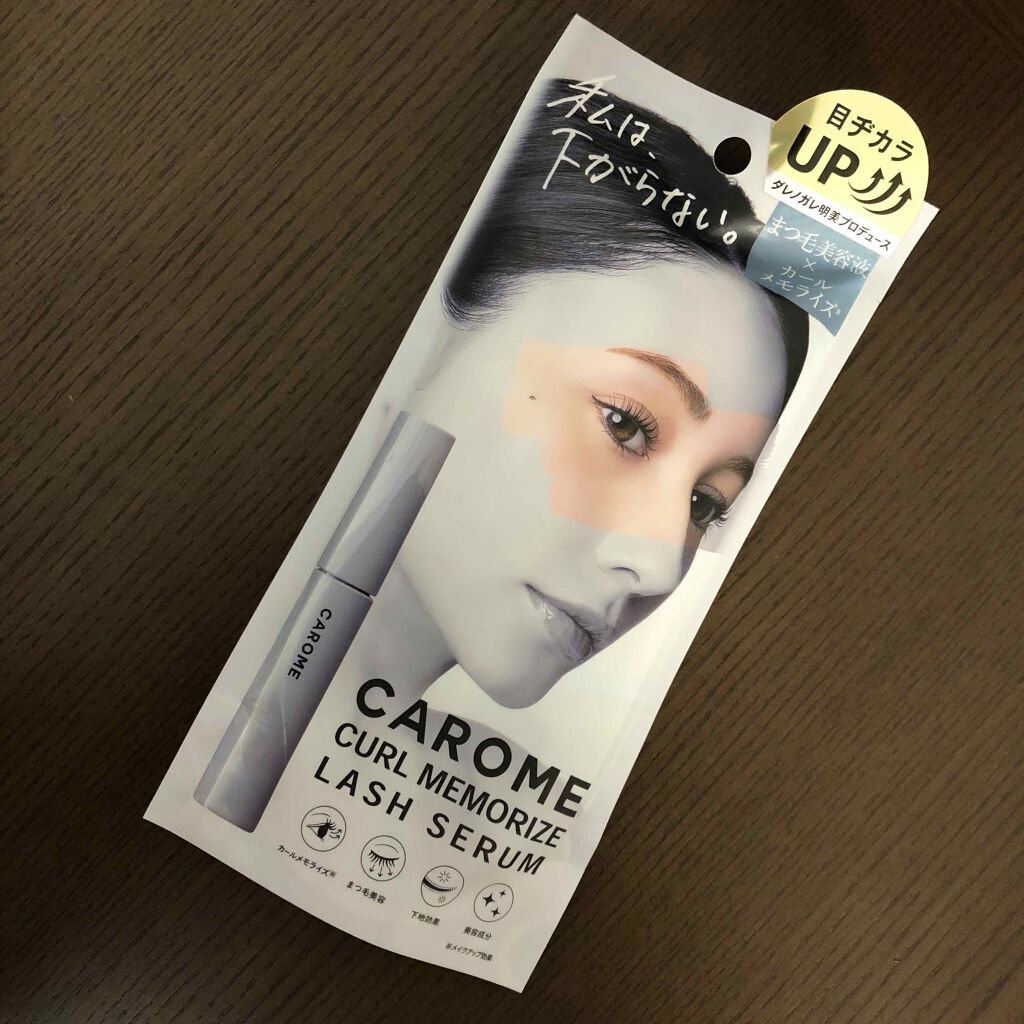 私は、
下がらない。
目ヂカラ
UP
ダレノガレ明美プロデュース
まつ毛美容液
×
カール
メモライズ※
CAROME
CAROME
CURL MEMORIZE
LASH SERUM
カールメモライズ※
まつ毛美容
下地効果
美容成分
※メイクアップ効果